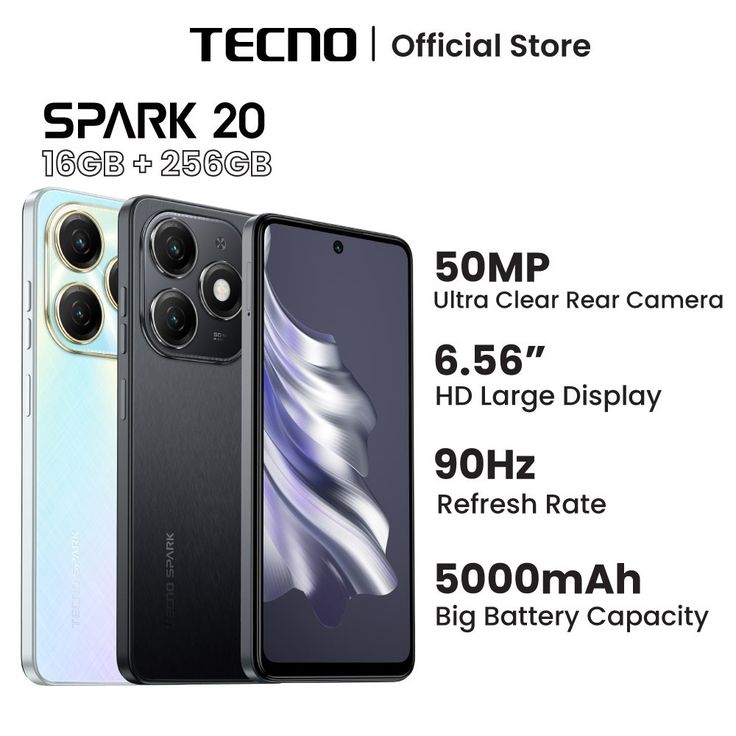 TECNO | Official Store
SPARK 20
16GB + 256GB
50MP
Ultra Clear Rear Camera
6.56”
HD Large Display
90Hz
Refresh Rate
5000mAh
Big Battery Capacity
TECNO SPARK
TECNO SPARK